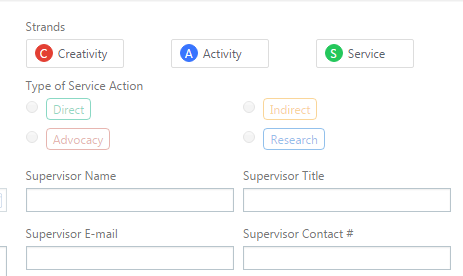 Strands
C Creativity A Activity S Service
Type of Service Action
Direct Indirect
Advocacy Research
Supervisor Name Supervisor Title
Supervisor E-mail Supervisor Contact #